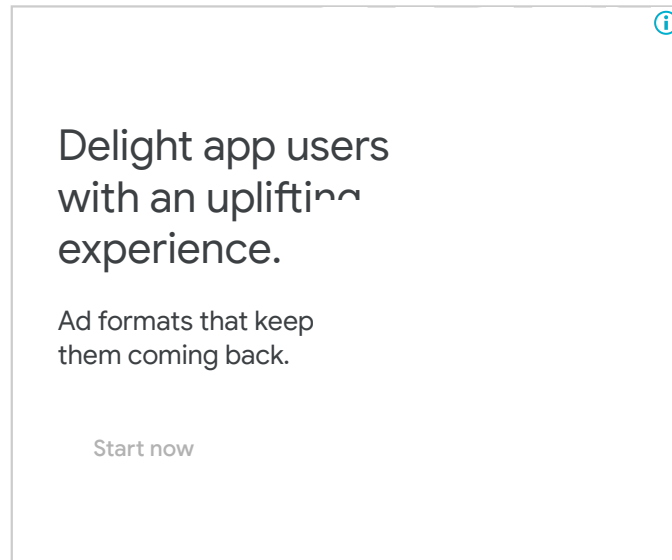 Delight app users
with an uplifting
experience.
Ad formats that keep
them coming back.
Start now